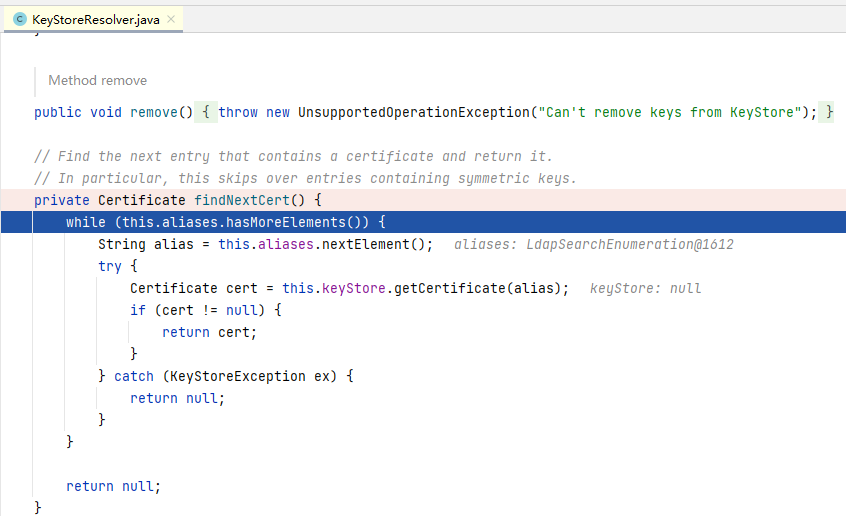 KeyStoreResolver.java
}
Method remove
public void remove() { throw new UnsupportedOperationException("Can't remove keys from KeyStore"); }
// Find the next entry that contains a certificate and return it.
// In particular, this skips over entries containing symmetric keys.
private Certificate findNextCert() {
while (this.aliases.hasMoreElements()) {
String alias = this.aliases.nextElement(); aliases: LdapSearchEnumeration@1612
try {
Certificate cert = this.keyStore.getCertificate(alias); keyStore: null
if (cert != null) {
return cert;
}
} catch (KeyStoreException ex) {
return null;
}
}
return null;
}